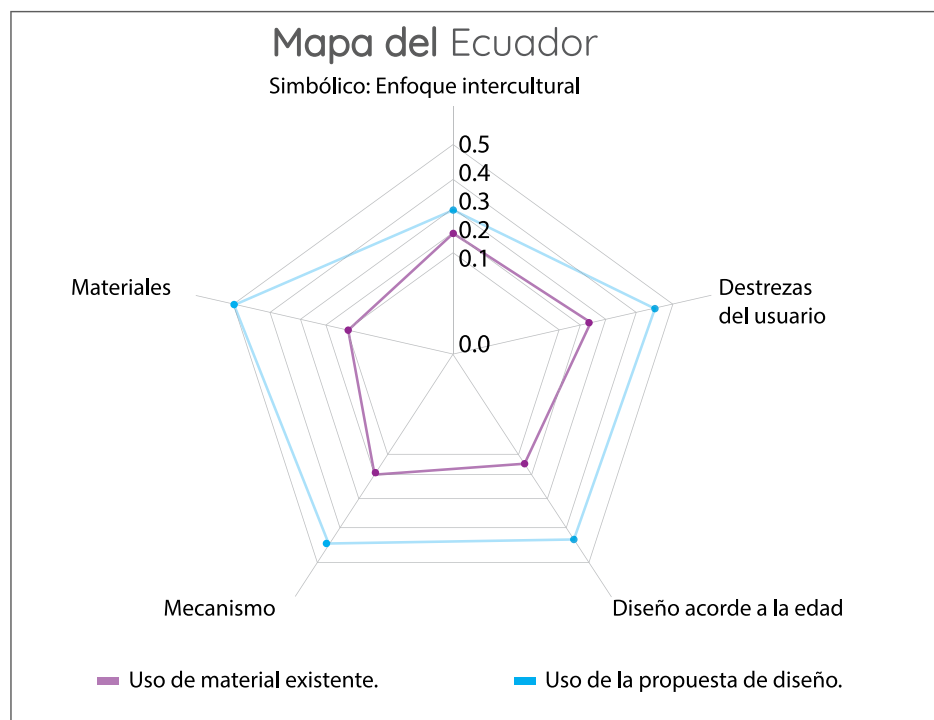 Mapa del Ecuador
Simbólico: Enfoque intercultural
0.5
0.4
0.3
0.2
0.1
0.0
Materiales
Destrezas
del usuario
Mecanismo
Diseño acorde a la edad
Uso de material existente.
Uso de la propuesta de diseño.